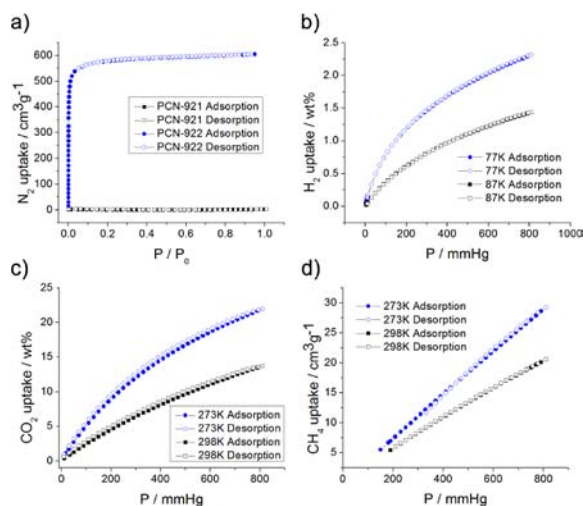 a)
N2 uptake / cm3g-1
600
500
400
300
200
100
0
PCN-921 Adsorption
PCN-921 Desorption
PCN-922 Adsorption
PCN-922 Desorption
0.0 0.2 0.4 0.6 0.8 1.0
P / P0
b)
H2 uptake / wt%
2.5
2.0
1.5
1.0
0.5
0.0
77K Adsorption
77K Desorption
87K Adsorption
87K Desorption
0 200 400 600 800 1000
P / mmHg
c)
CO2 uptake / wt%
25
20
15
10
5
0
273K Adsorption
273K Desorption
298K Adsorption
298K Desorption
0 200 400 600 800
P / mmHg
d)
CH4 uptake / cm3g-1
30
25
20
15
10
5
273K Adsorption
273K Desorption
298K Adsorption
298K Desorption
0 200 400 600 800
P / mmHg